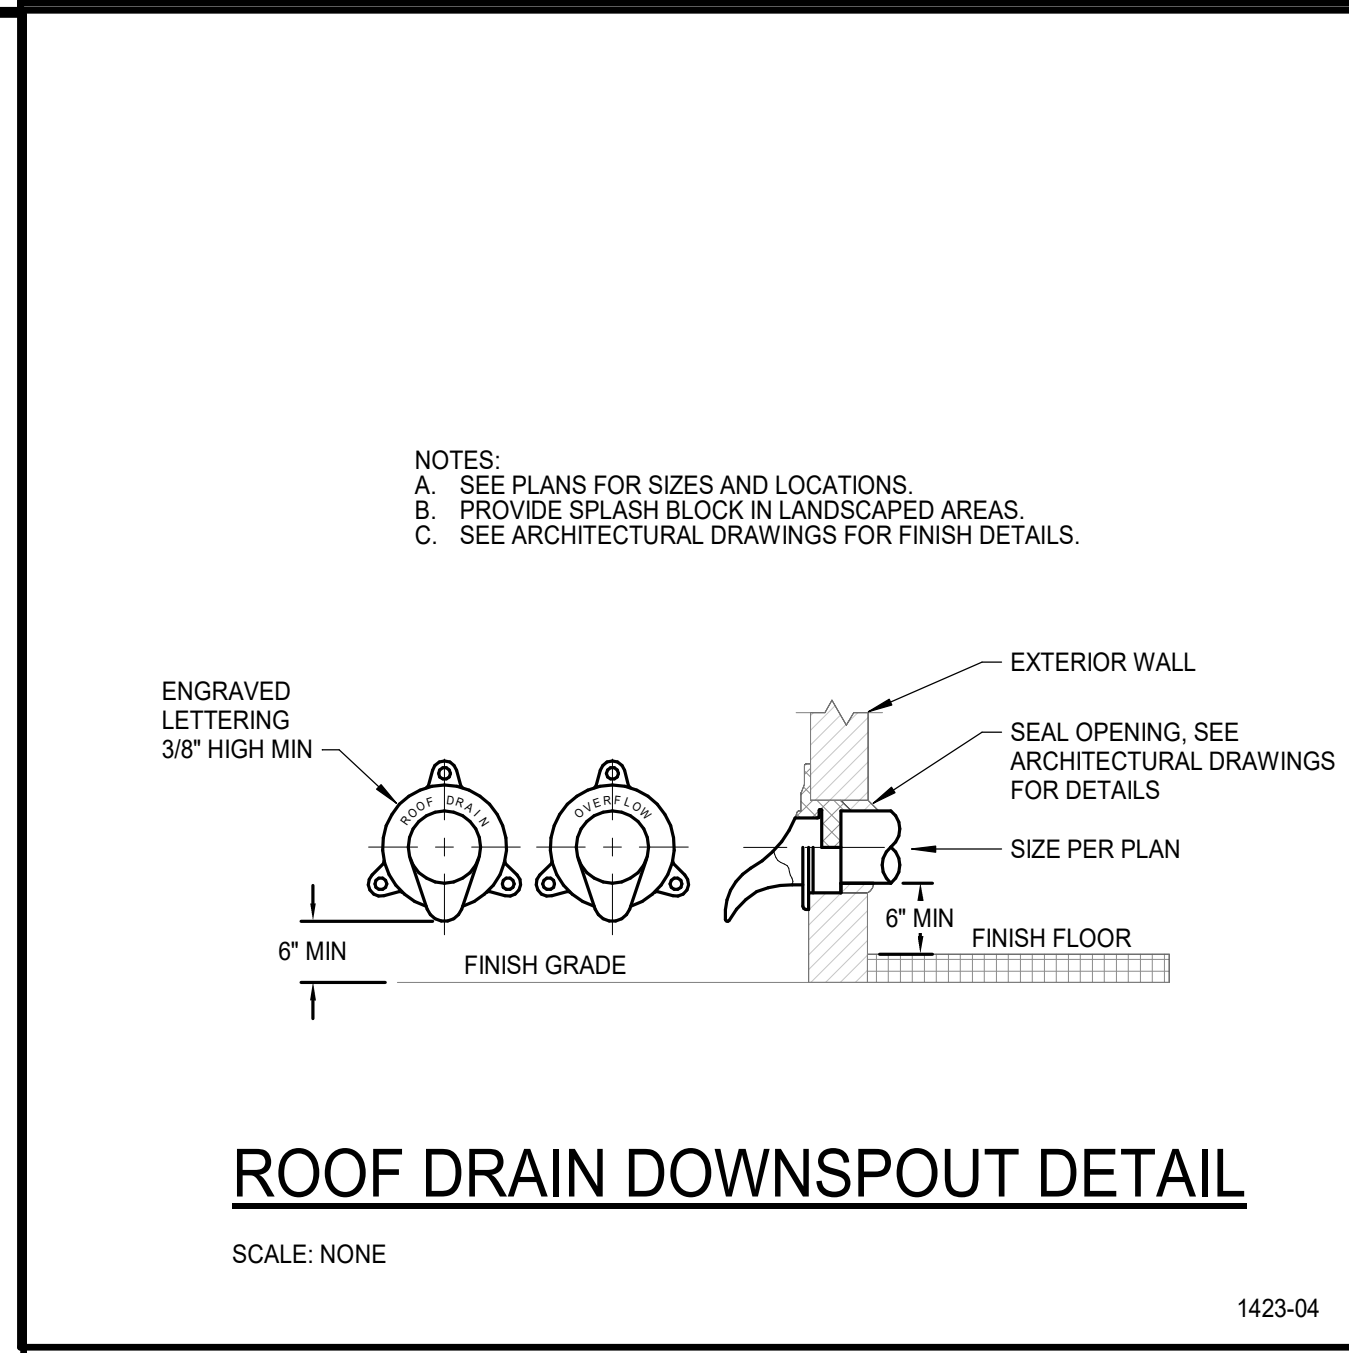 NOTES:
A. SEE PLANS FOR SIZES AND LOCATIONS.
B. PROVIDE SPLASH BLOCK IN LANDSCAPED AREAS.
C. SEE ARCHITECTURAL DRAWINGS FOR FINISH DETAILS.
ENGRAVED
LETTERING
3/8" HIGH MIN
ROOF DRAIN
OVERFLOW
EXTERIOR WALL
SEAL OPENING, SEE
ARCHITECTURAL DRAWINGS
FOR DETAILS
SIZE PER PLAN
6" MIN
FINISH FLOOR
6" MIN
FINISH GRADE
ROOF DRAIN DOWNSPOUT DETAIL
SCALE: NONE
1423-04